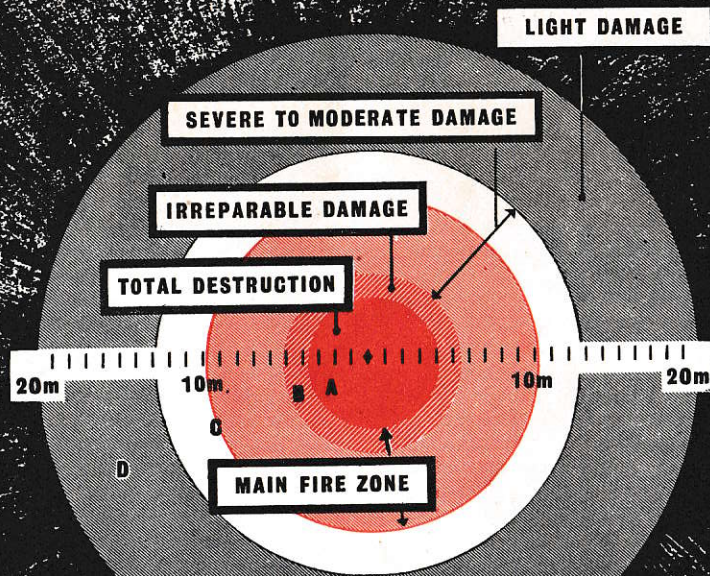 LIGHT DAMAGE
SEVERE TO MODERATE DAMAGE
IRREPARABLE DAMAGE
TOTAL DESTRUCTION
20m 10m 10m 20m
B A
C
D
MAIN FIRE ZONE